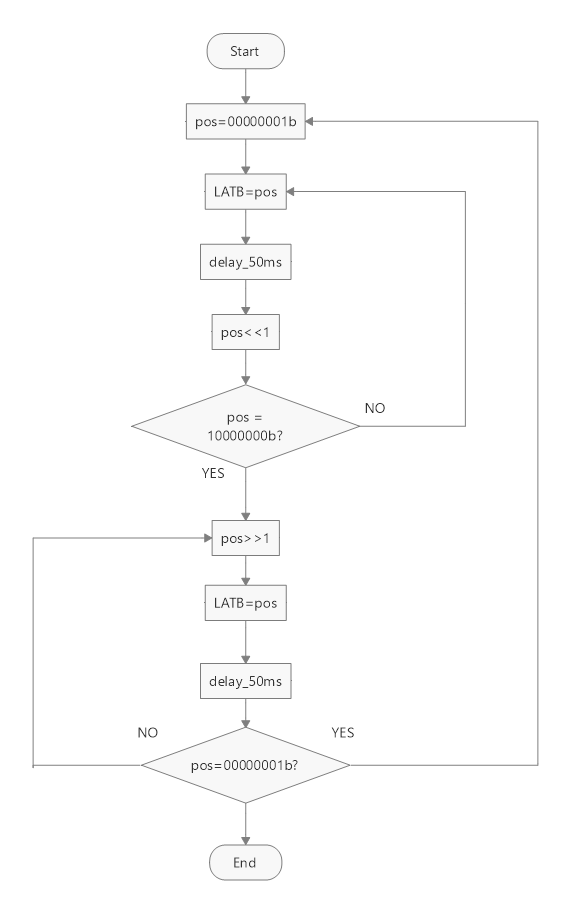 Start
pos=00000001b
LATB=pos
delay_50ms
pos<<1
pos =
10000000b?
NO
YES
pos>>1
LATB=pos
delay_50ms
NO
YES
pos=00000001b?
End